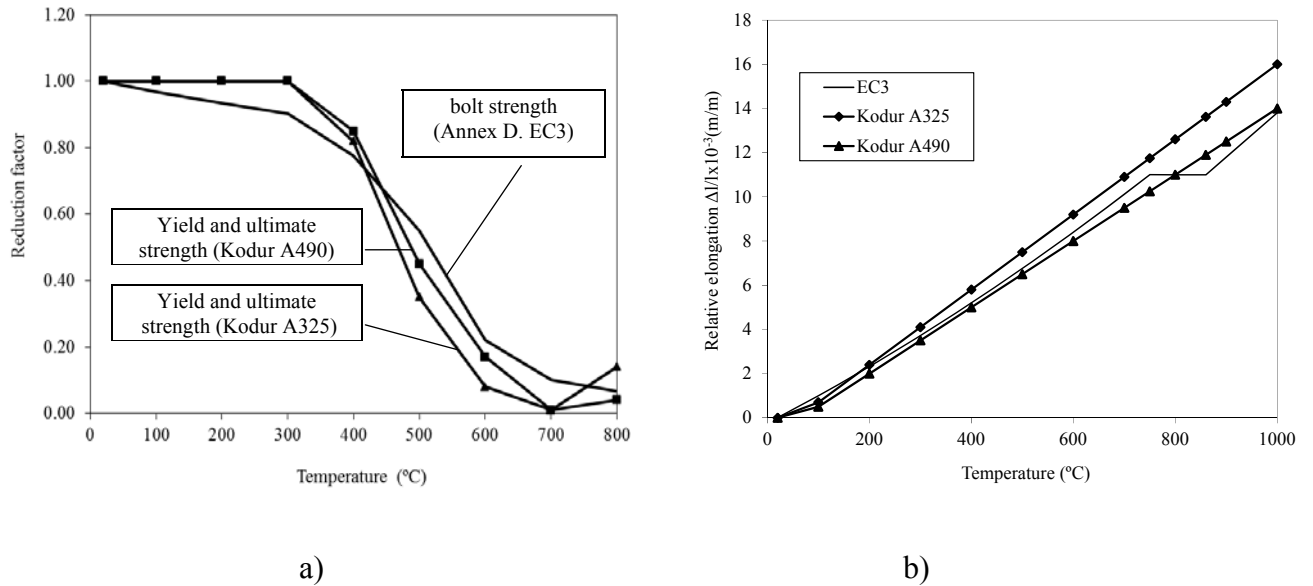 1.20
1.00
0.80
0.60
0.40
0.20
0.00
Reduction factor
0
100
200
300
400
500
600
700
800
Temperature (ºC)
bolt strength
(Annex D. EC3)
Yield and ultimate
strength (Kodur A490)
Yield and ultimate
strength (Kodur A325)
a)
18
16
14
12
10
8
6
4
2
0
Relative elongation Δl/lx10⁻³(m/m)
0
200
400
600
800
1000
Temperature (ºC)
EC3
Kodur A325
Kodur A490
b)